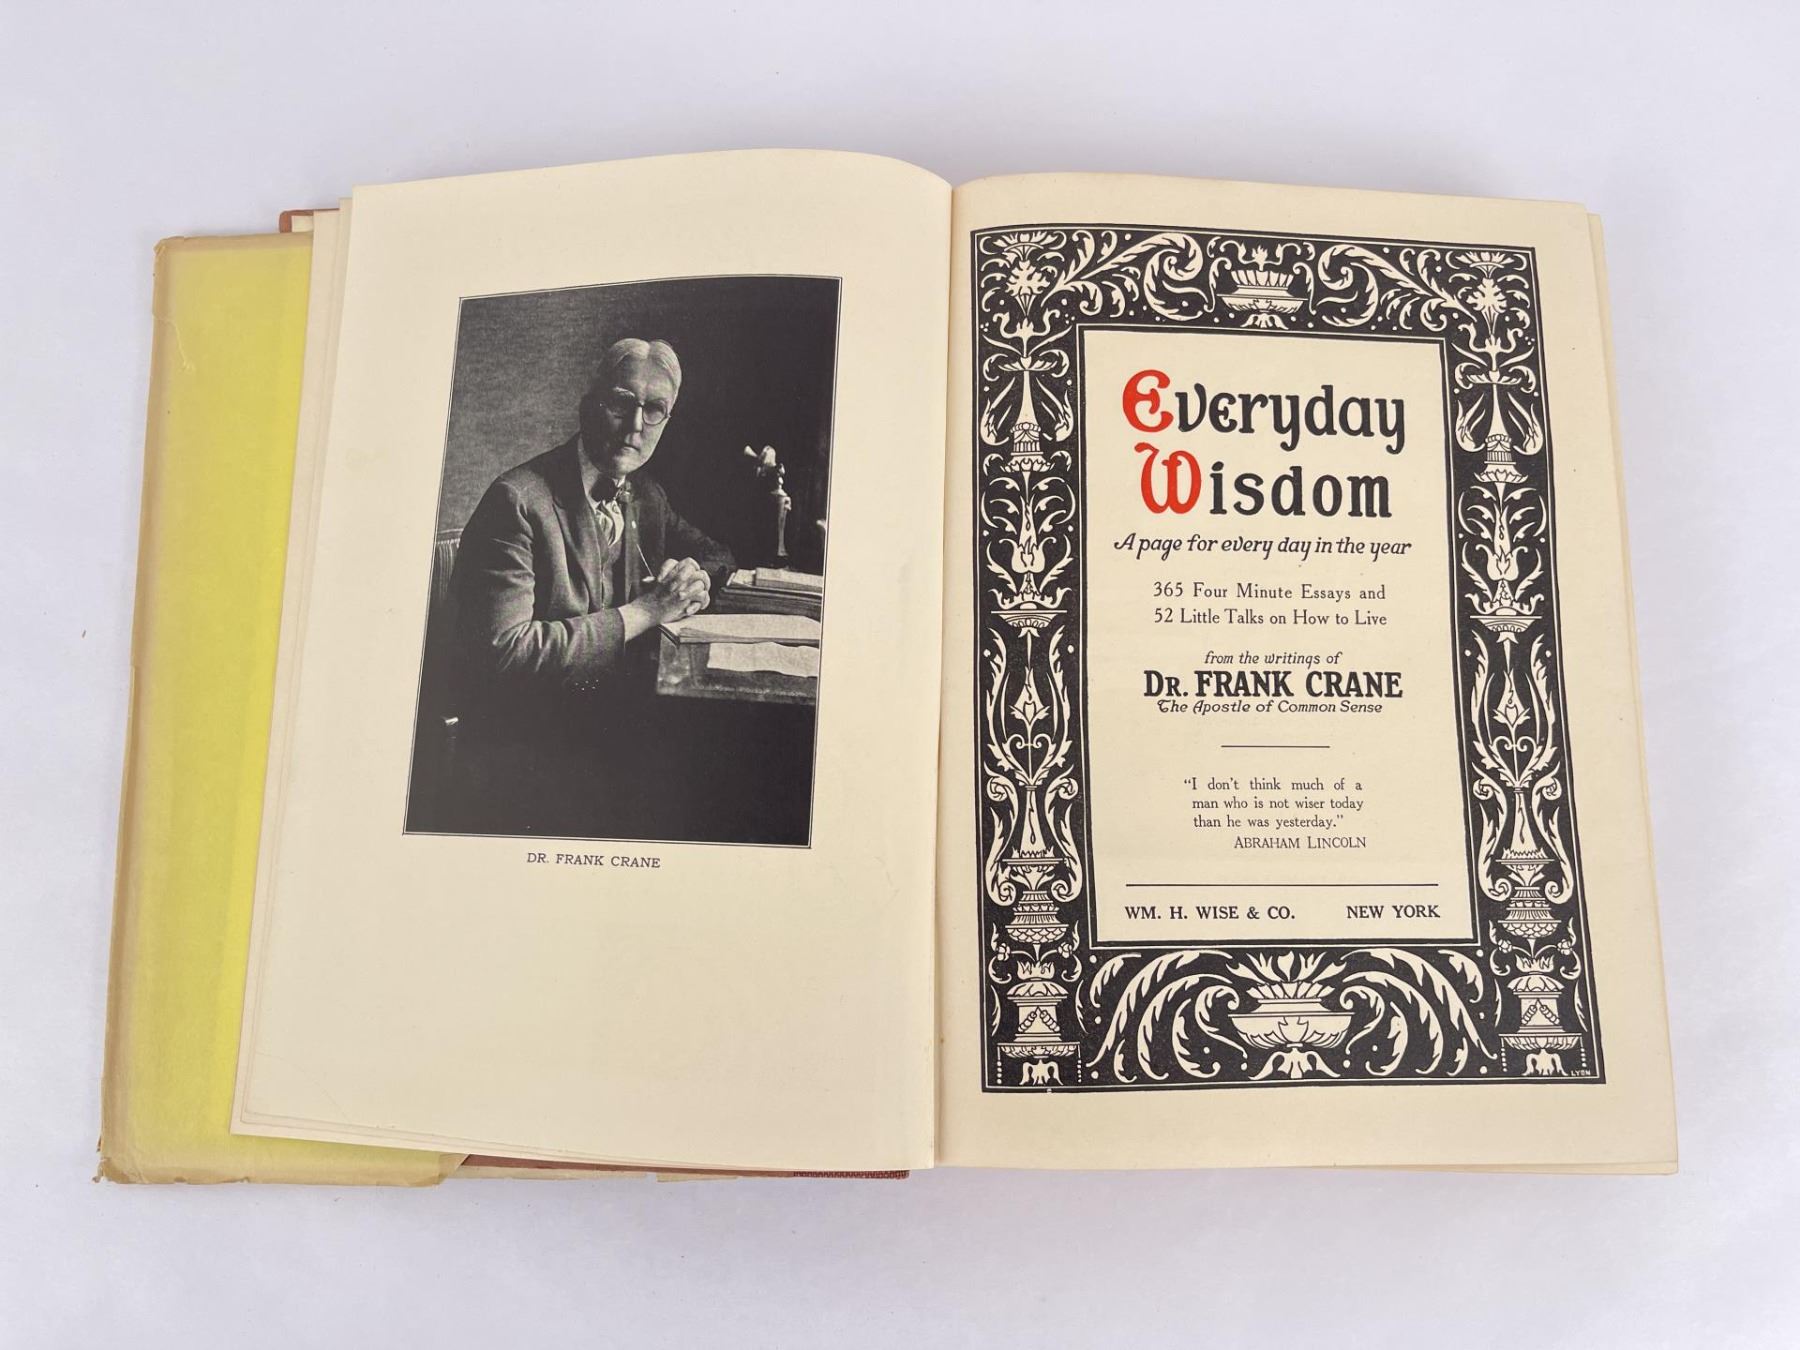 DR. FRANK CRANE
Everyday
Wisdom
A page for every day in the year
365 Four Minute Essays and
52 Little Talks on How to Live
from the writings of
DR. FRANK CRANE
The Apostle of Common Sense
“I don't think much of a
man who is not wiser today
than he was yesterday.”
ABRAHAM LINCOLN
WM. H. WISE & CO. NEW YORK
LYON